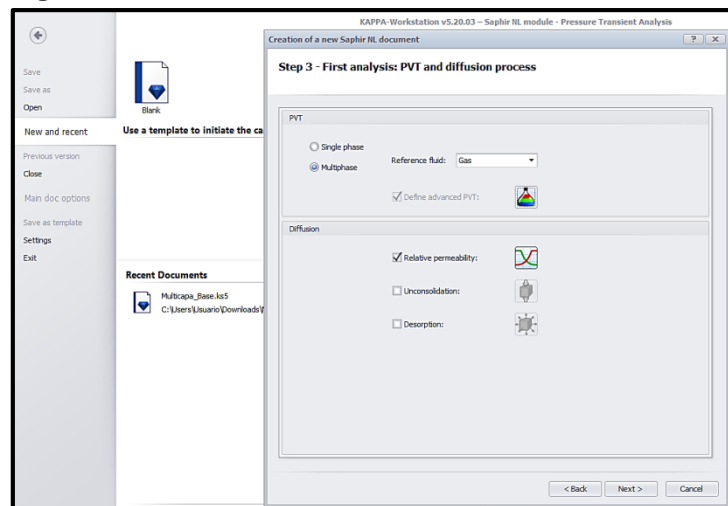 KAPPA-Workstation v5.20.03 – Saphir NL module - Pressure Transient Analysis
Creation of a new Saphir NL document
Step 3 - First analysis: PVT and diffusion process
Save
Save as
Open
New and recent
Previous version
Close
Main doc options
Save as template
Settings
Exit
Blank
Use a template to initiate the ca
Recent Documents
Multicapa_Base.ks5
C:\Users\Usuario\Downloads\
PVT
Single phase
Multiphase
Reference fluid: Gas
Define advanced PVT:
Diffusion
Relative permeability:
Unconsolidation:
Desorption:
< Back Next > Cancel